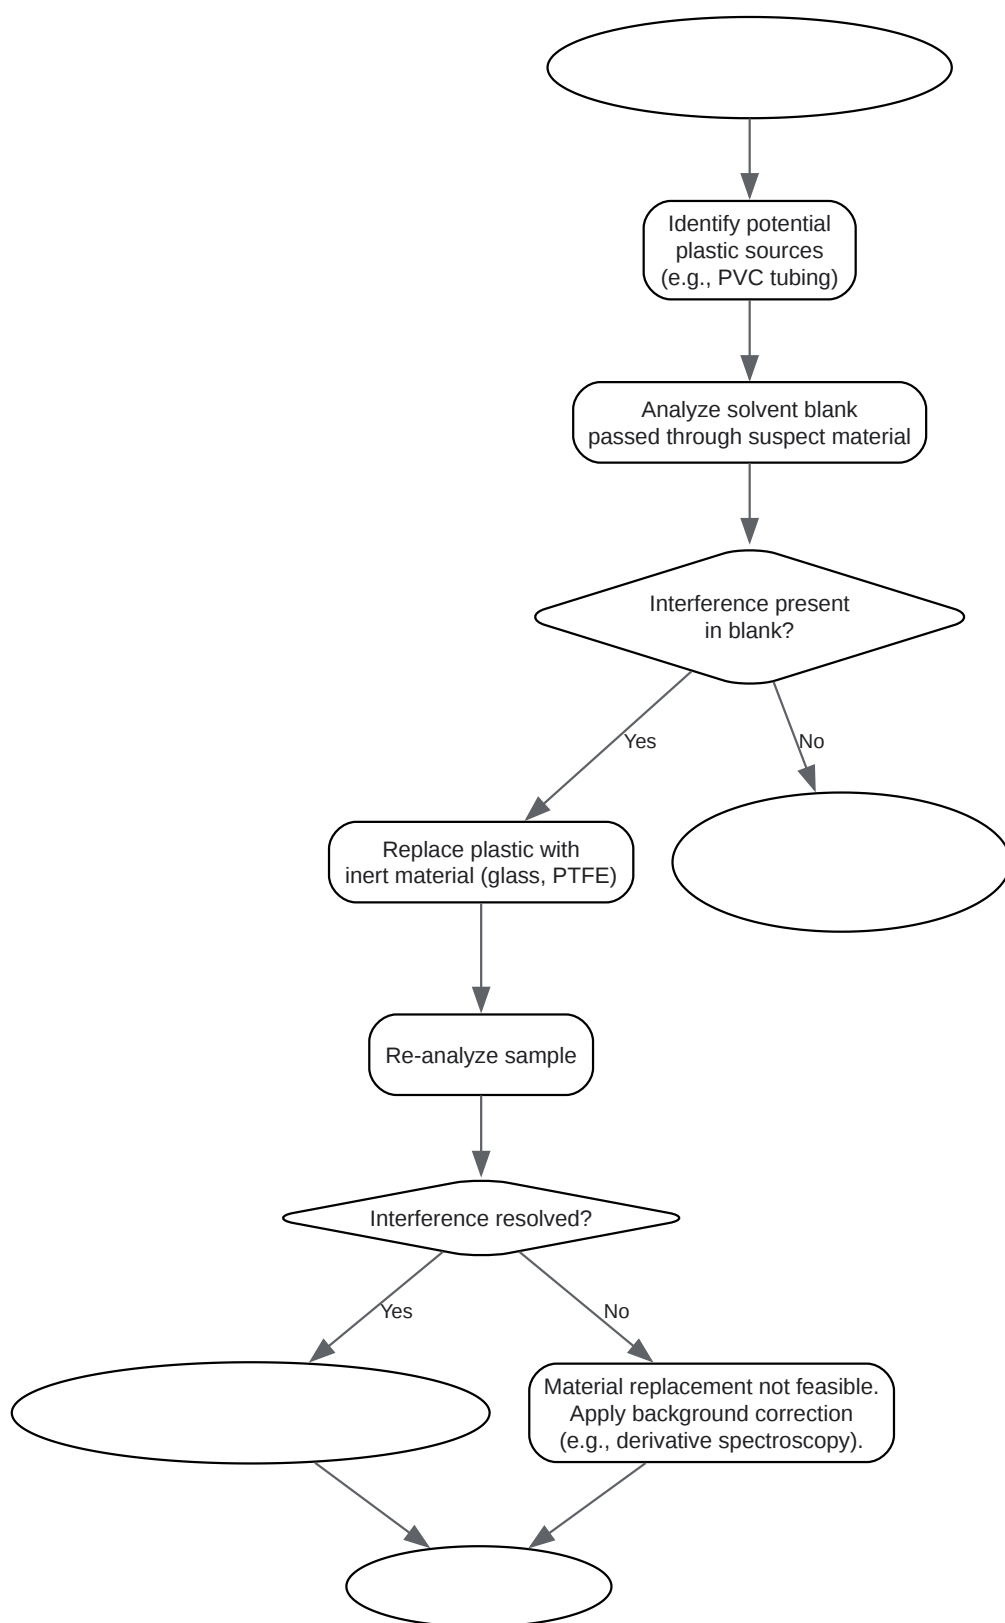 Identify potential
plastic sources
(e.g., PVC tubing)
Analyze solvent blank
passed through suspect material
Interference present
in blank?
Yes
No
Replace plastic with
inert material (glass, PTFE)
Re-analyze sample
Interference resolved?
Yes
No
Material replacement not feasible.
Apply background correction
(e.g., derivative spectroscopy).